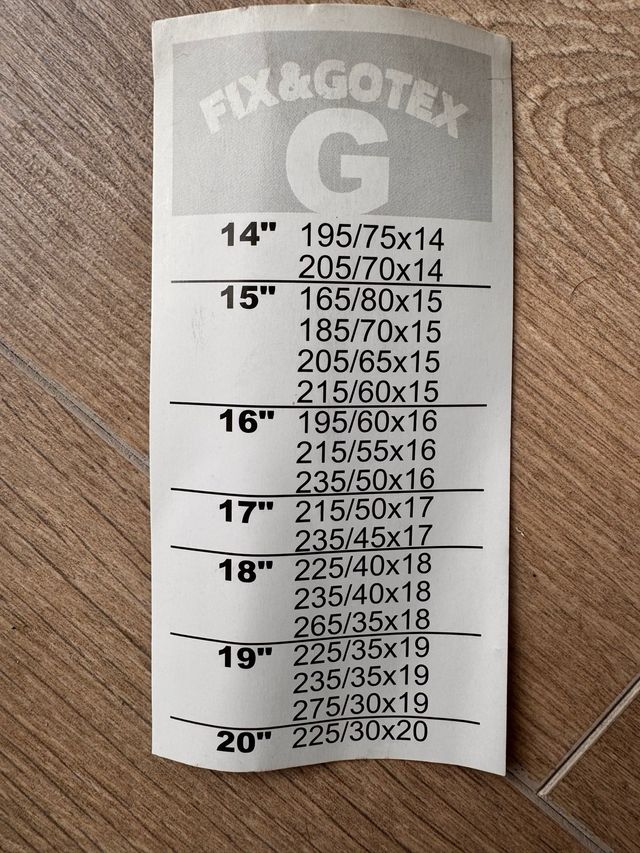 FIX&GOTEX
G
14" 195/75x14
205/70x14
15" 165/80x15
185/70x15
205/65x15
215/60x15
16" 195/60x16
215/55x16
235/50x16
17" 215/50x17
235/45x17
18" 225/40x18
235/40x18
265/35x18
19" 225/35x19
235/35x19
275/30x19
20" 225/30x20